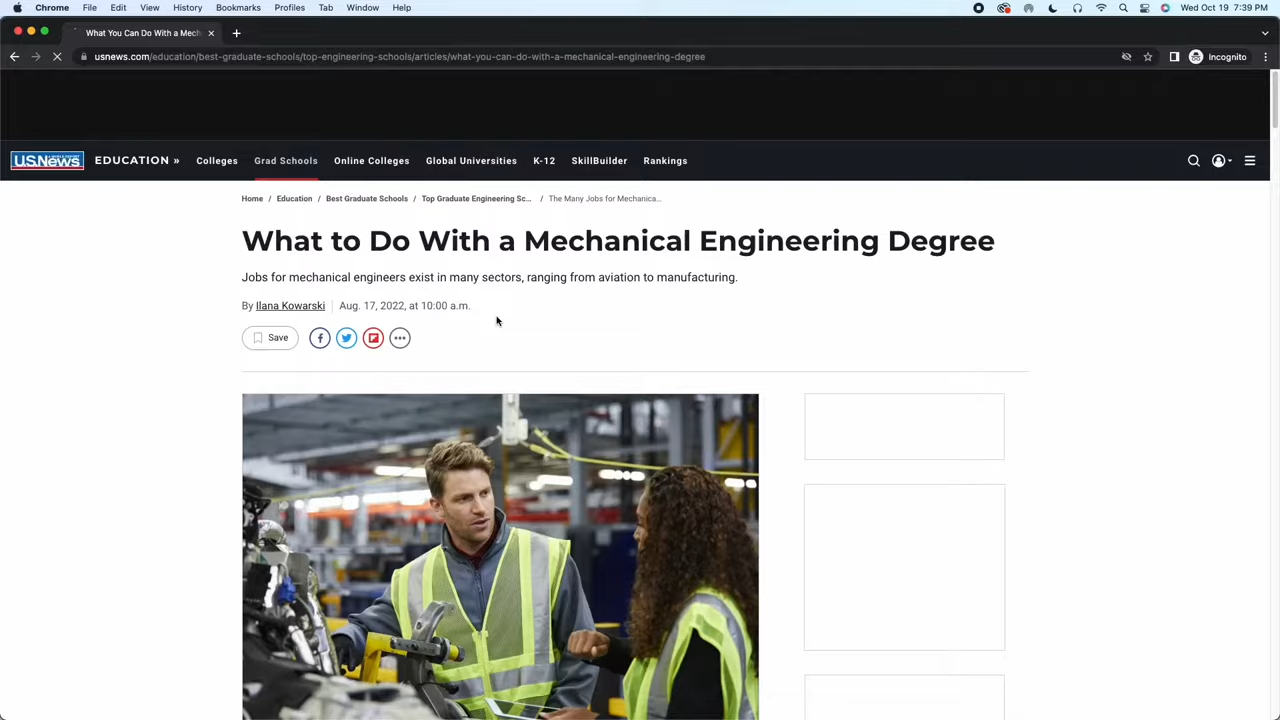 Chrome File Edit View History Bookmarks Profiles Tab Window Help Wed Oct 19 7:39 PM
What You Can Do With a Mech
usnews.com/education/best-graduate-schools/top-engineering-schools/articles/what-you-can-do-with-a-mechanical-engineering-degree Incognito
U.S.News EDUCATION » Colleges Grad Schools Online Colleges Global Universities K-12 SkillBuilder Rankings
Home / Education / Best Graduate Schools / Top Graduate Engineering Sc... / The Many Jobs for Mechanica...
What to Do With a Mechanical Engineering Degree
Jobs for mechanical engineers exist in many sectors, ranging from aviation to manufacturing.
By Ilana Kowarski Aug. 17, 2022, at 10:00 a.m.
Save